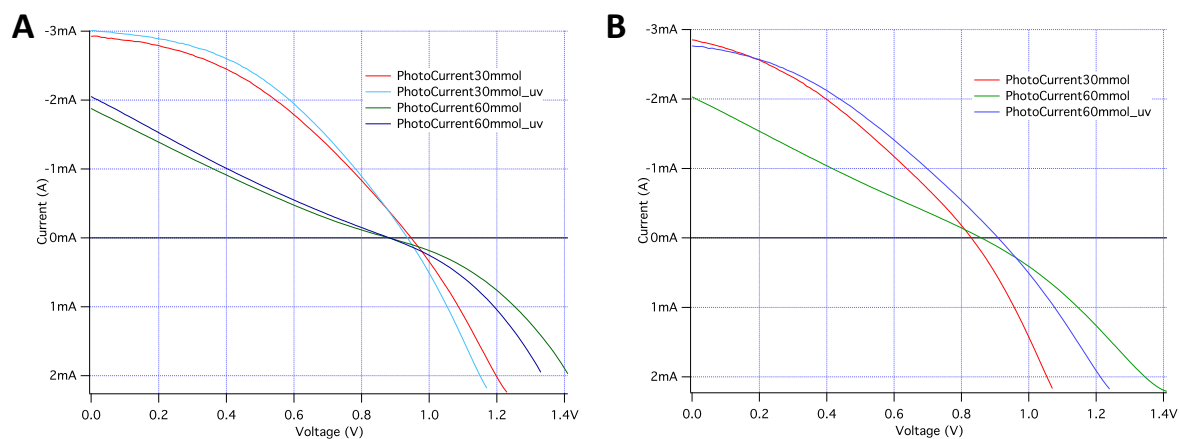 A
-3mA
-2mA
-1mA
0mA
1mA
2mA
Current (A)
PhotoCurrent30mmol
PhotoCurrent30mmol_uv
PhotoCurrent60mmol
PhotoCurrent60mmol_uv
0.0 0.2 0.4 0.6 0.8 1.0 1.2 1.4V
Voltage (V)
B
-3mA
-2mA
-1mA
0mA
1mA
2mA
Current (A)
PhotoCurrent30mmol
PhotoCurrent60mmol
PhotoCurrent60mmol_uv
0.0 0.2 0.4 0.6 0.8 1.0 1.2 1.4V
Voltage (V)